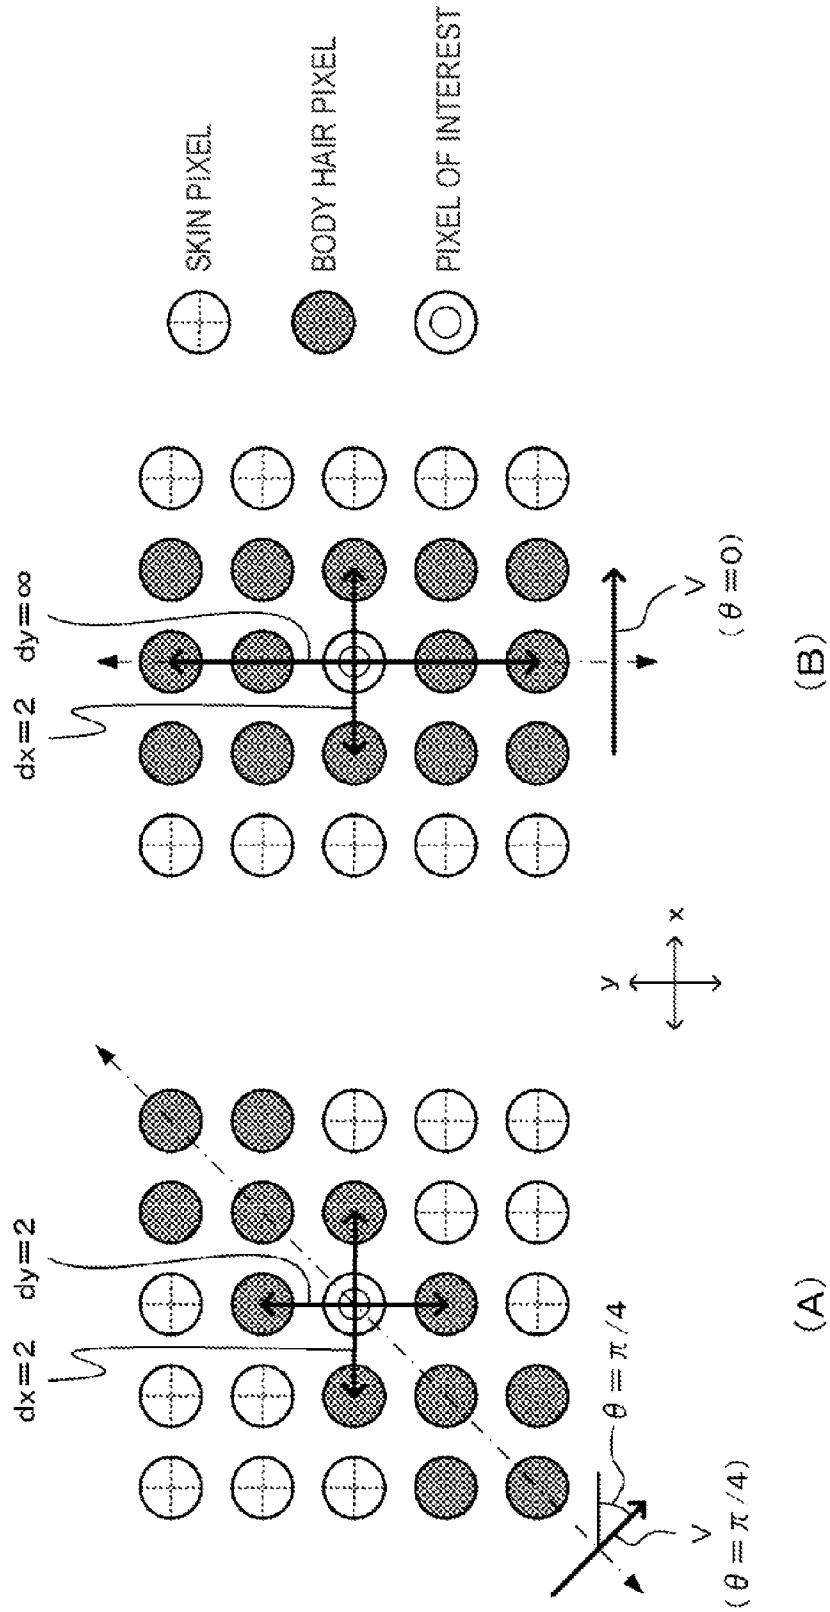 dx=2
dy=2
dx=2
dy=∞
SKIN PIXEL
BODY HAIR PIXEL
PIXEL OF INTEREST
y
x
θ=π/4
V
(θ=π/4)
V
(θ=0)
(A)
(B)